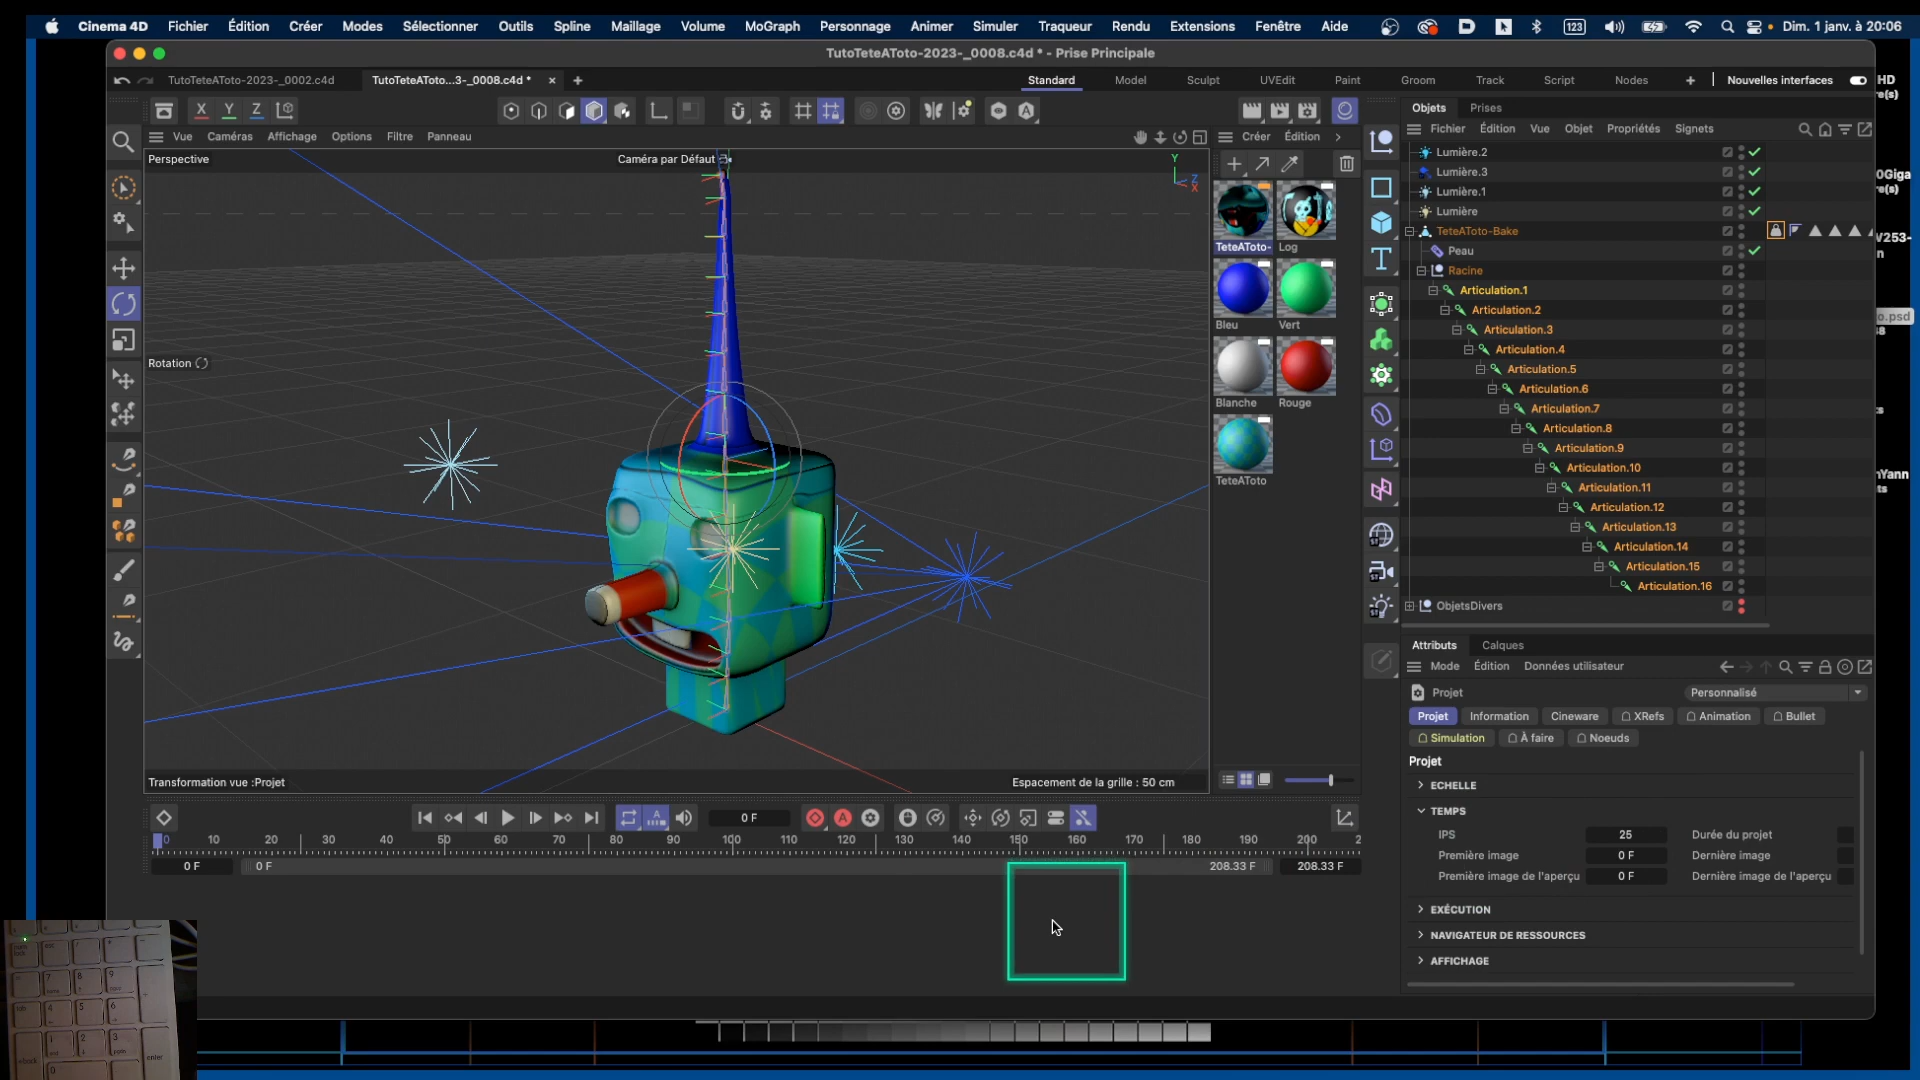 Cinema 4D Fichier Édition Créer Modes Sélectionner Outils Spline Maillage Volume MoGraph Personnage Animer Simuler Traqueur Rendu Extensions Fenêtre Aide 123 Dim. 1 janv. à 20:06
TutoTeteAToto-2023-_0008.c4d * - Prise Principale
TutoTeteAToto-2023-_0002.c4d TutoTeteAToto...3-_0008.c4d * Standard Model Sculpt UVEdit Paint Groom Track Script Nodes Nouvelles interfaces
HD
X Y Z
Objets Prises
Vue Caméras Affichage Options Filtre Panneau
Créer Édition
Fichier Édition Vue Objet Propriétés Signets
Perspective
Caméra par Défaut
Y
Z
X
Rotation
Transformation vue :Projet
Espacement de la grille : 50 cm
TeteAToto- Log
Bleu Vert
Blanche Rouge
TeteAToto
Lumière.2
Lumière.3
Lumière.1
Lumière
TeteAToto-Bake
Peau
Racine
Articulation.1
Articulation.2
Articulation.3
Articulation.4
Articulation.5
Articulation.6
Articulation.7
Articulation.8
Articulation.9
Articulation.10
Articulation.11
Articulation.12
Articulation.13
Articulation.14
Articulation.15
Articulation.16
ObjetsDivers
Attributs Calques
Mode Édition Données utilisateur
Projet Personnalisé
Projet Information Cineware XRefs Animation Bullet
Simulation À faire Noeuds
Projet
ECHELLE
TEMPS
IPS 25 Durée du projet
Première image 0 F Dernière image
Première image de l'aperçu 0 F Dernière image de l'aperçu
EXÉCUTION
NAVIGATEUR DE RESSOURCES
AFFICHAGE
0 F
0 10 20 30 40 50 60 70 80 90 100 110 120 130 140 150 160 170 180 190 200 2
0 F 0 F 208.33 F 208.33 F